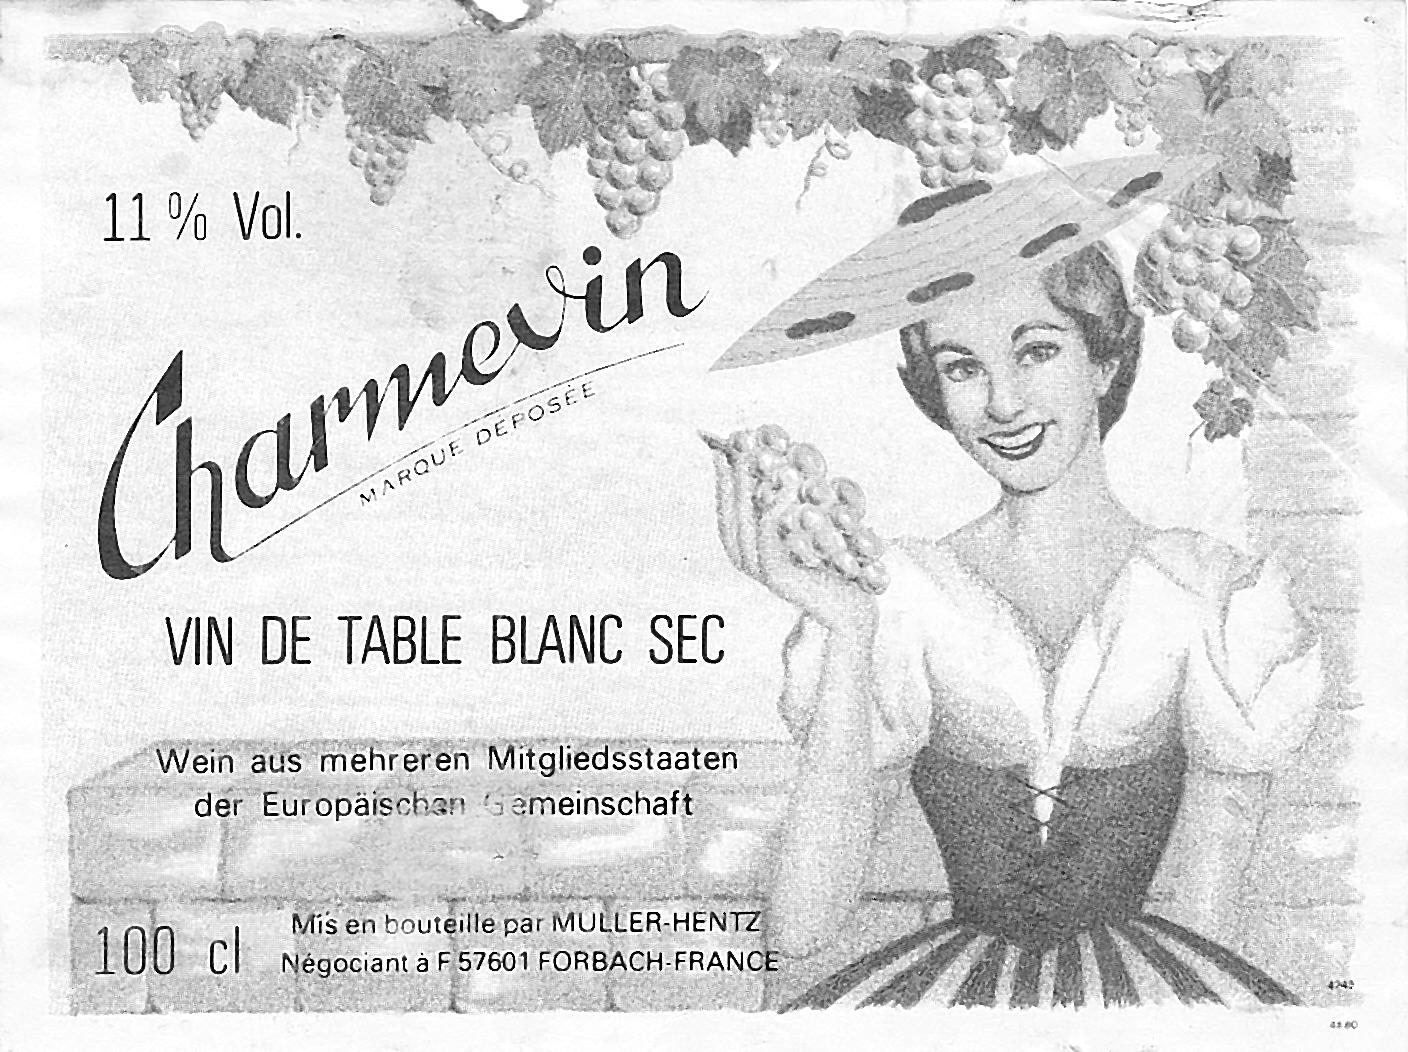 11 % Vol.
Charmevin
MARQUE DÉPOSÉE
VIN DE TABLE BLANC SEC
Wein aus mehreren Mitgliedsstaaten
der Europäischen Gemeinschaft
100 cl
Mis en bouteille par MULLER-HENTZ
Négociant à F 57601 FORBACH-FRANCE